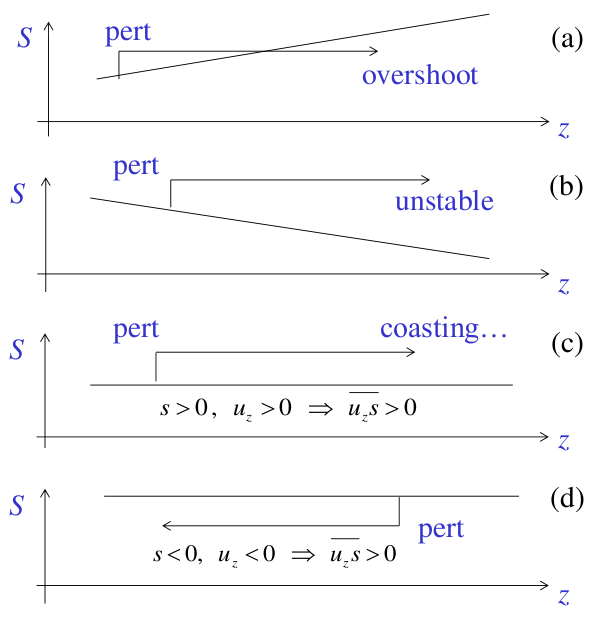 S pert (a)
overshoot
z
S pert (b)
unstable
z
S pert coasting… (c)
s > 0, u_z > 0 ⇒ \overline{u_z s} > 0
z
S (d)
pert
s < 0, u_z < 0 ⇒ \overline{u_z s} > 0
z